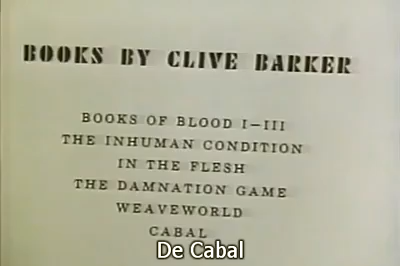 BOOKS BY CLIVE BARKER
BOOKS OF BLOOD I–III
THE INHUMAN CONDITION
IN THE FLESH
THE DAMNATION GAME
WEAVEWORLD
CABAL
De Cabal